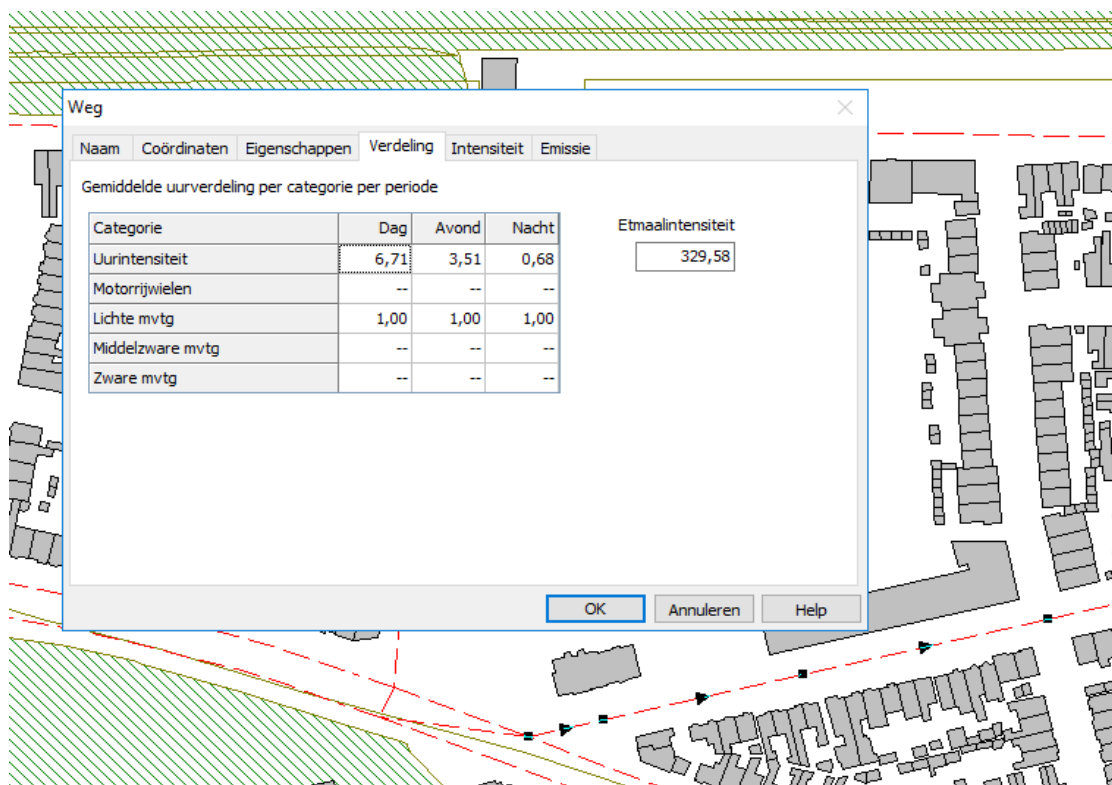 Weg
Naam Coördinaten Eigenschappen Verdeling Intensiteit Emissie
Gemiddelde uurverdeling per categorie per periode
Categorie Dag Avond Nacht
Uurintensiteit 6,71 3,51 0,68
Motorrijwielen -- -- --
Lichte mvtg 1,00 1,00 1,00
Middelzware mvtg -- -- --
Zware mvtg -- -- --
Etmaalintensiteit
329,58
OK Annuleren Help